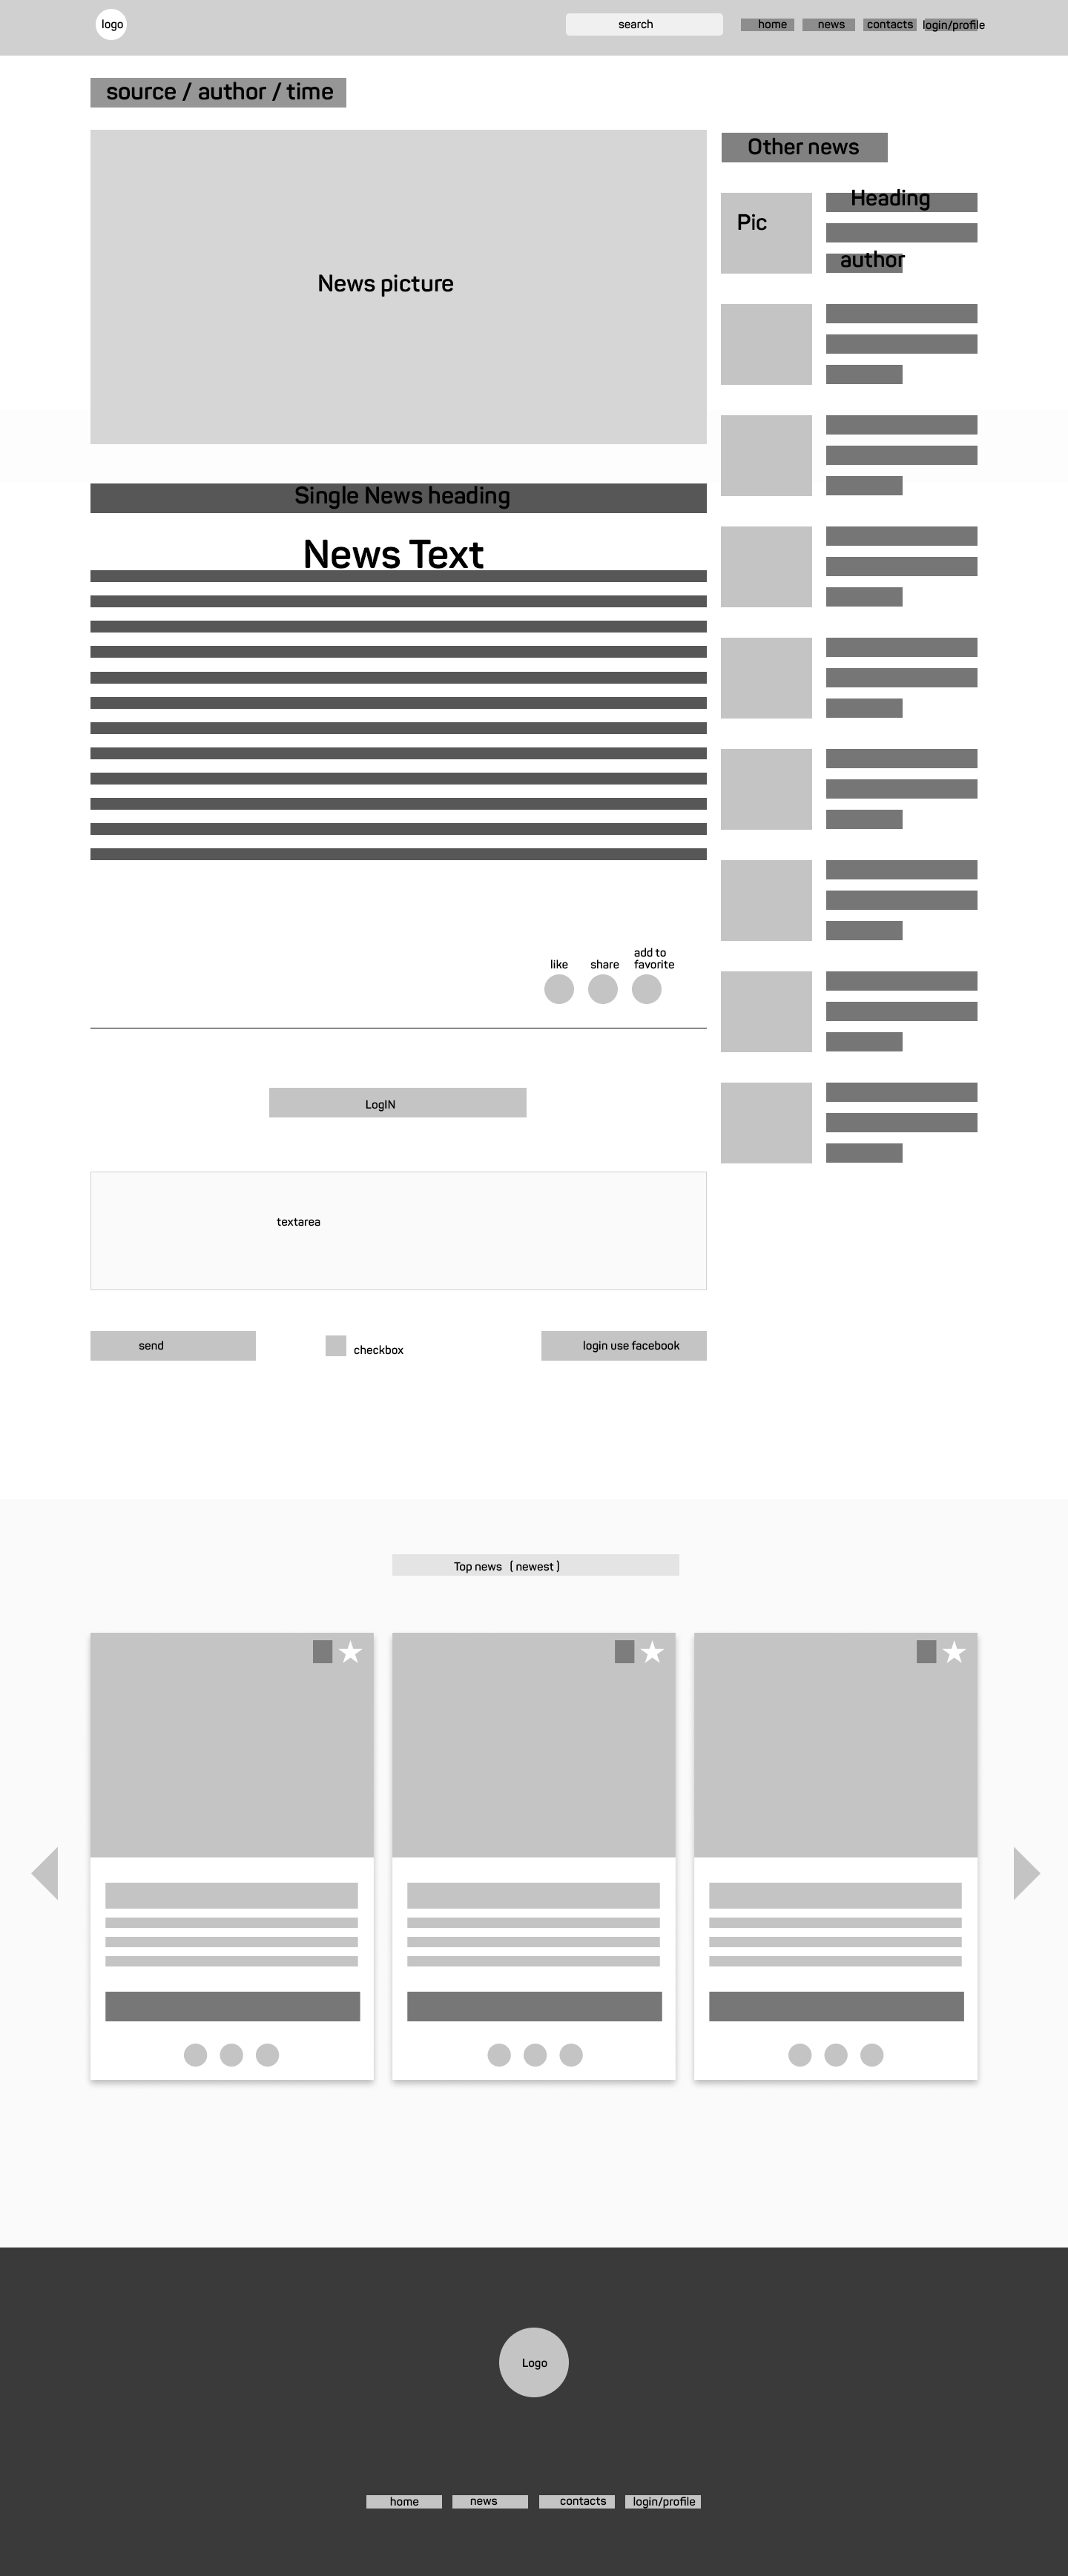 logo
search
home
news
contacts
login/profile
source / author / time
Other news
Pic
Heading
author
News picture
Single News heading
News Text
like
share
add to
favorite
LogIN
textarea
send
checkbox
login use facebook
Top news ( newest )
Logo
home
news
contacts
login/profile